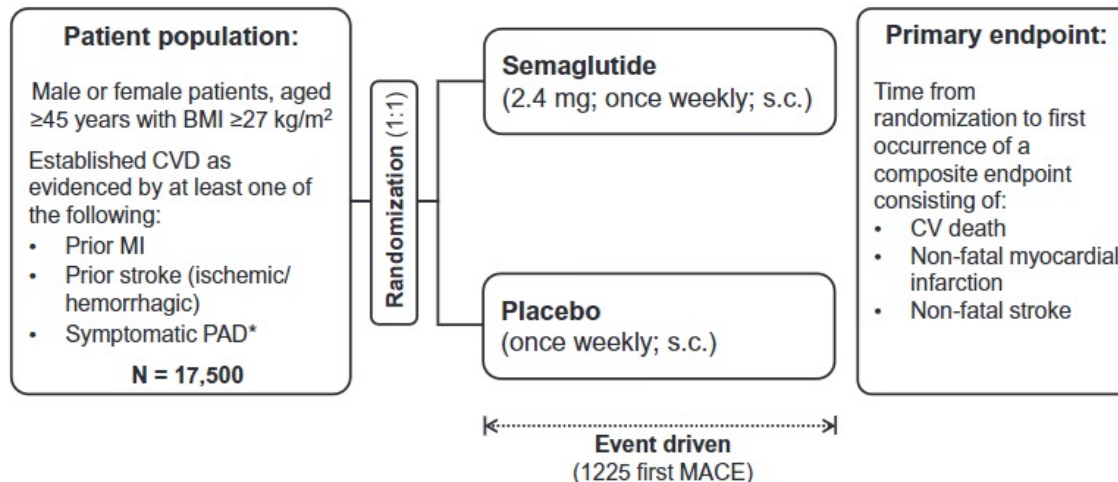 Patient population:
Male or female patients, aged
≥45 years with BMI ≥27 kg/m²
Established CVD as
evidenced by at least one of
the following:
• Prior MI
• Prior stroke (ischemic/
hemorrhagic)
• Symptomatic PAD*
N = 17,500
Randomization (1:1)
Semaglutide
(2.4 mg; once weekly; s.c.)
Placebo
(once weekly; s.c.)
Event driven
(1225 first MACE)
Primary endpoint:
Time from
randomization to first
occurrence of a
composite endpoint
consisting of:
• CV death
• Non-fatal myocardial
infarction
• Non-fatal stroke